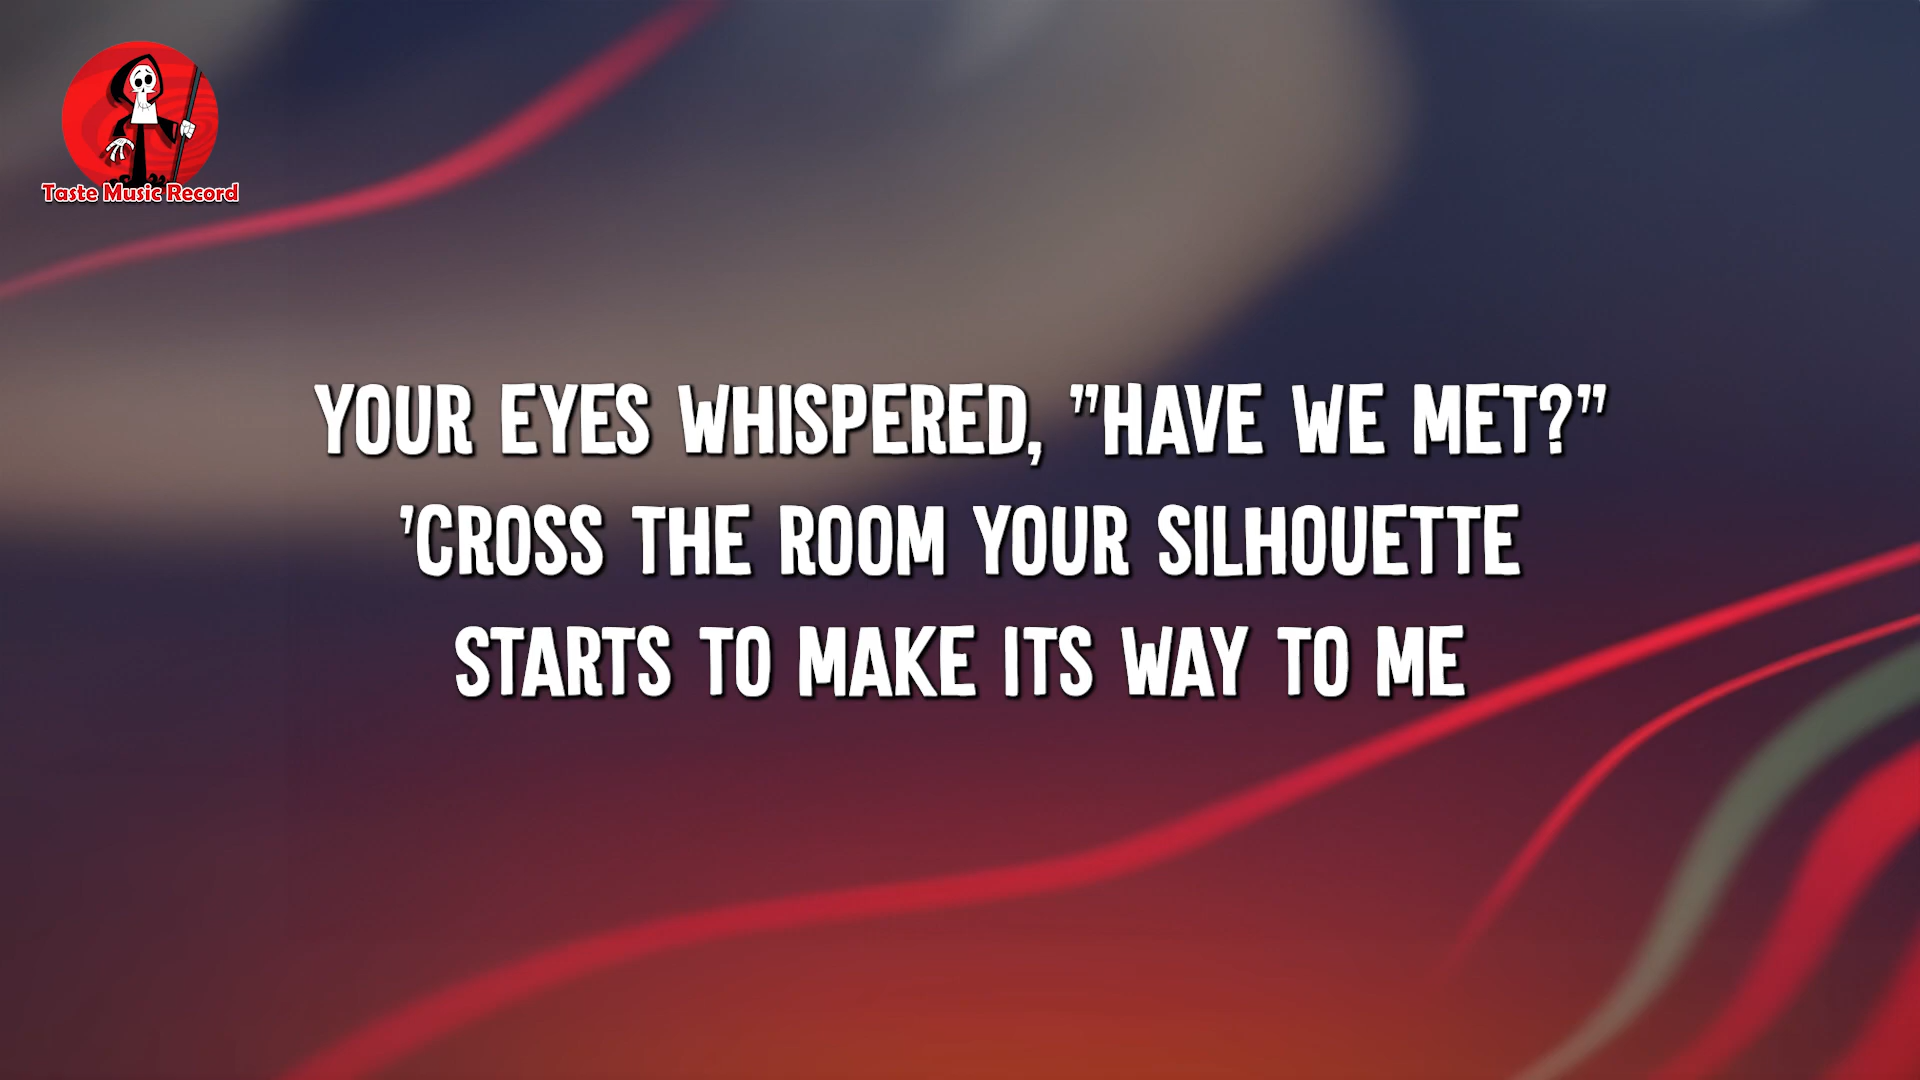 Taste Music Record
YOUR EYES WHISPERED, "HAVE WE MET?"
'CROSS THE ROOM YOUR SILHOUETTE
STARTS TO MAKE ITS WAY TO ME